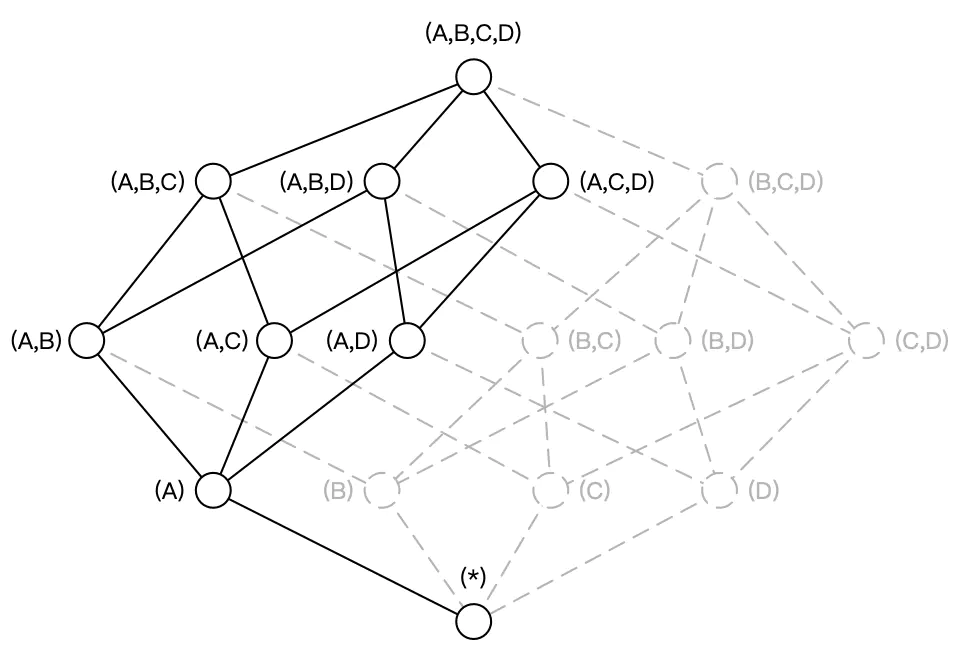 (A,B,C,D)
(A,B,C)
(A,B,D)
(A,C,D)
(B,C,D)
(A,B)
(A,C)
(A,D)
(B,C)
(B,D)
(C,D)
(A)
(B)
(C)
(D)
(*)